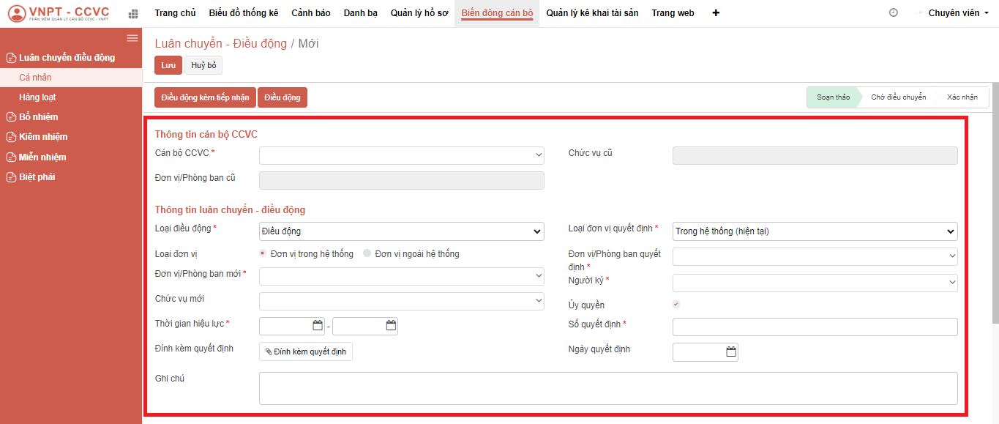 VNPT - CCVC
PHẦN MỀM QUẢN LÝ CÁN BỘ CCVC - VNPT
Trang chủ Biểu đồ thống kê Cảnh báo Danh bạ Quản lý hồ sơ Biến động cán bộ Quản lý kê khai tài sản Trang web + Chuyên viên
Luân chuyển - Điều động / Mới
Lưu Huỷ bỏ
Luân chuyển điều động
Cá nhân
Hàng loạt
Bổ nhiệm
Kiêm nhiệm
Miễn nhiệm
Biệt phái
Điều động kèm tiếp nhận Điều động Soạn thảo Chờ điều chuyển Xác nhận
Thông tin cán bộ CCVC
Cán bộ CCVC * Chức vụ cũ
Đơn vị/Phòng ban cũ
Thông tin luân chuyển - điều động
Loại điều động * Điều động Loại đơn vị quyết định * Trong hệ thống (hiện tại)
Loại đơn vị Đơn vị trong hệ thống Đơn vị ngoài hệ thống Đơn vị/Phòng ban quyết
định *
Đơn vị/Phòng ban mới * Người ký *
Chức vụ mới Ủy quyền
Thời gian hiệu lực * - Số quyết định *
Đính kèm quyết định Đính kèm quyết định Ngày quyết định
Ghi chú